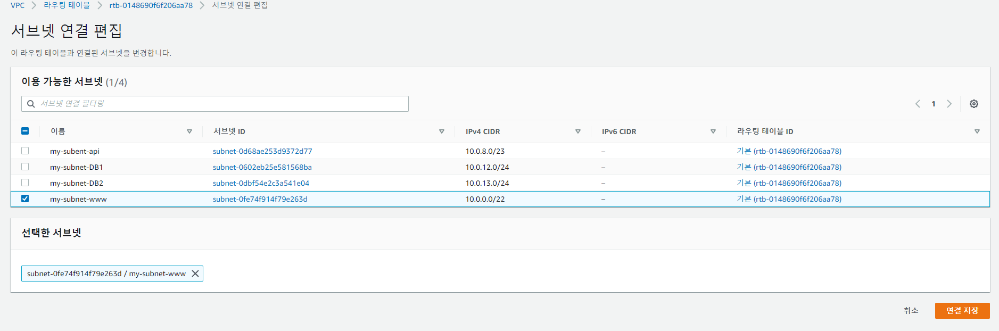 VPC > 라우팅 테이블 > rtb-0148690f6f206aa78 > 서브넷 연결 편집
서브넷 연결 편집
이 라우팅 테이블과 연결된 서브넷을 변경합니다.
이용 가능한 서브넷 (1/4)
서브넷 연결 필터링
1
이름 서브넷 ID IPv4 CIDR IPv6 CIDR 라우팅 테이블 ID
my-subent-api subnet-0d68ae253d9372d77 10.0.8.0/23 – 기본 (rtb-0148690f6f206aa78)
my-subnet-DB1 subnet-0602eb25e581568ba 10.0.12.0/24 – 기본 (rtb-0148690f6f206aa78)
my-subnet-DB2 subnet-0dbf54e2c3a541e04 10.0.13.0/24 – 기본 (rtb-0148690f6f206aa78)
my-subnet-www subnet-0fe74f914f79e263d 10.0.0.0/22 – 기본 (rtb-0148690f6f206aa78)
선택한 서브넷
subnet-0fe74f914f79e263d / my-subnet-www
취소 연결 저장